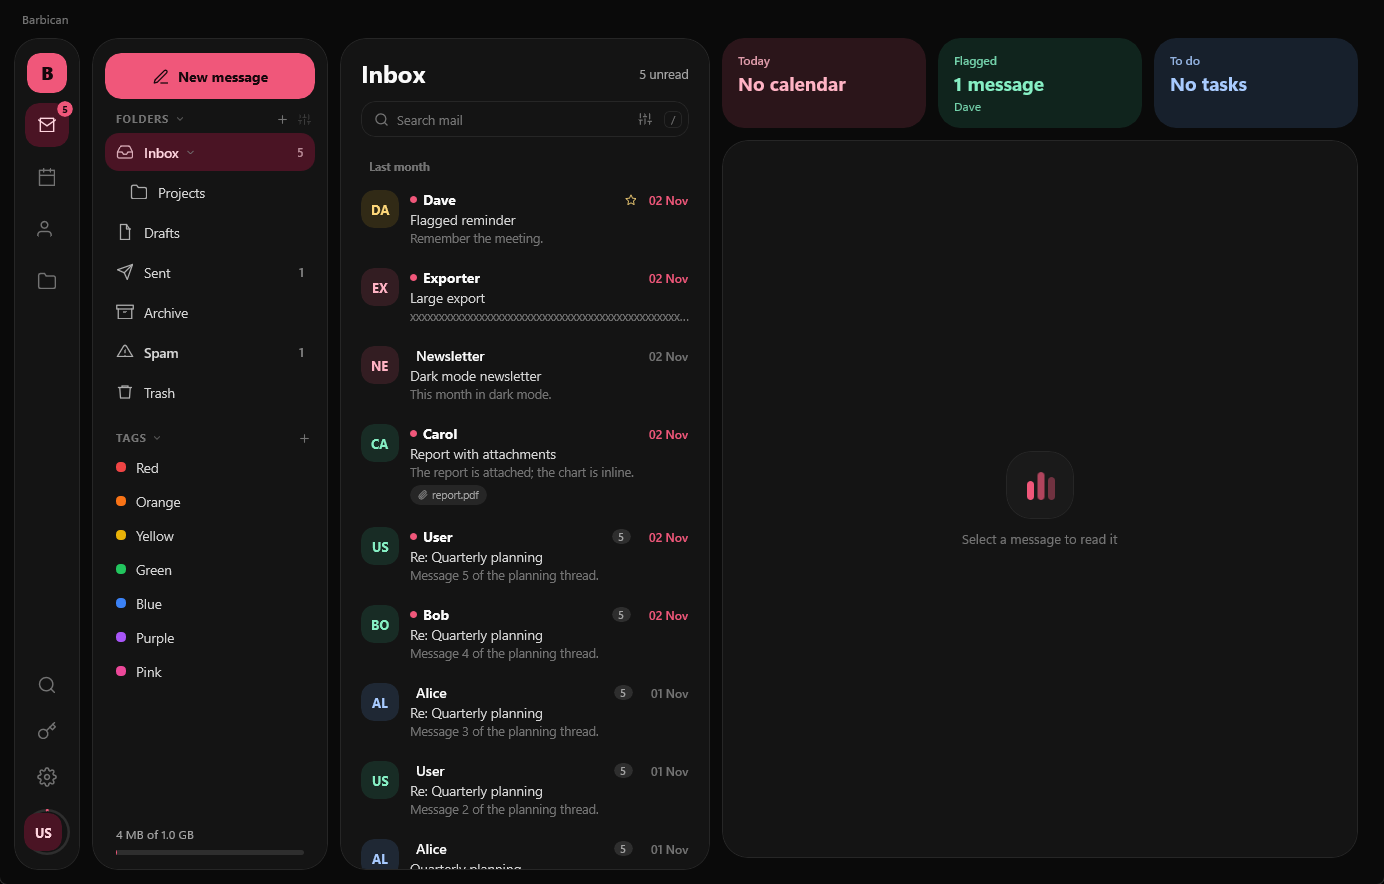 Barbican
B
5
US
New message
FOLDERS
Inbox 5
Projects
Drafts
Sent 1
Archive
Spam 1
Trash
TAGS
Red
Orange
Yellow
Green
Blue
Purple
Pink
4 MB of 1.0 GB
Inbox
5 unread
Search mail /
Last month
DA
Dave 02 Nov
Flagged reminder
Remember the meeting.
EX
Exporter 02 Nov
Large export
NE
Newsletter 02 Nov
Dark mode newsletter
This month in dark mode.
CA
Carol 02 Nov
Report with attachments
The report is attached; the chart is inline.
report.pdf
US
User 5 02 Nov
Re: Quarterly planning
Message 5 of the planning thread.
BO
Bob 5 02 Nov
Re: Quarterly planning
Message 4 of the planning thread.
AL
Alice 5 01 Nov
Re: Quarterly planning
Message 3 of the planning thread.
US
User 5 01 Nov
Re: Quarterly planning
Message 2 of the planning thread.
AL
Alice 5 01 Nov
Quarterly planning
Today
No calendar
Flagged
1 message
Dave
To do
No tasks
Select a message to read it